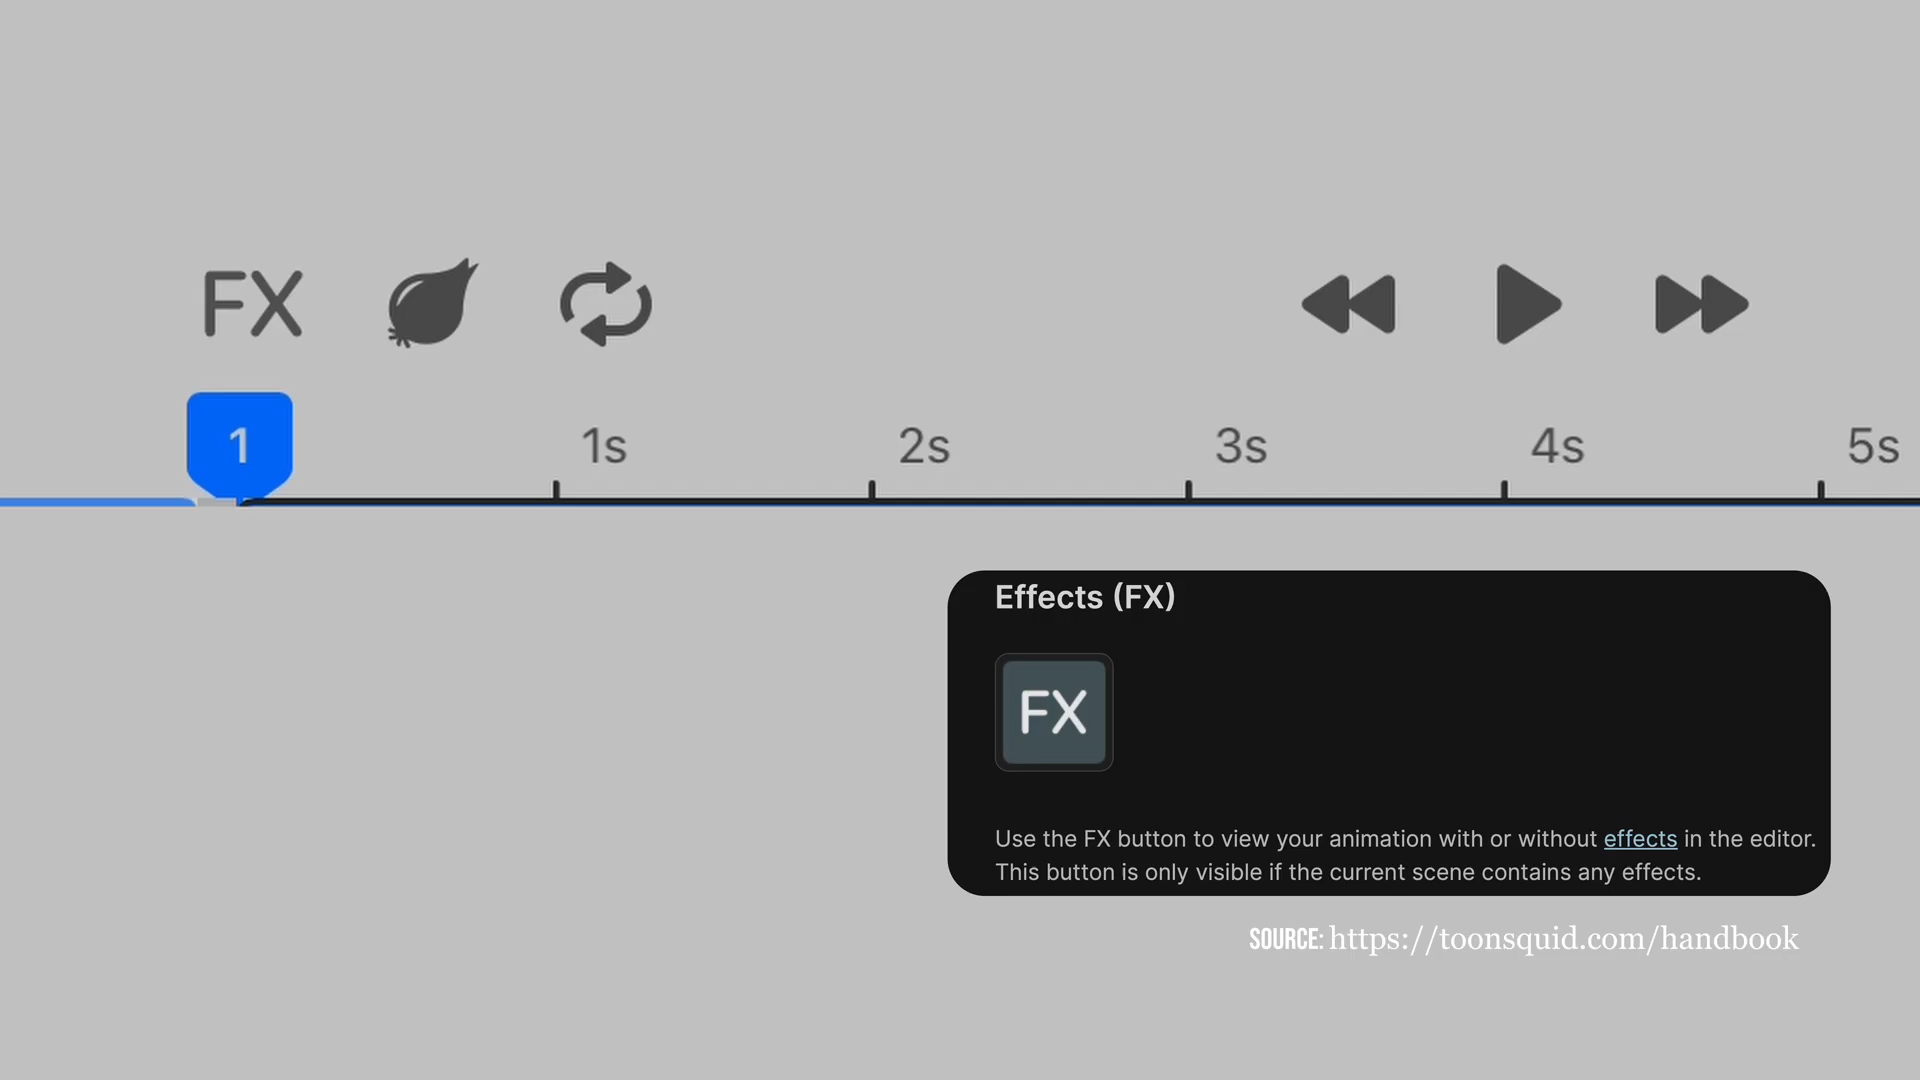 FX
1 1s 2s 3s 4s 5s
Effects (FX)
FX
Use the FX button to view your animation with or without effects in the editor.
This button is only visible if the current scene contains any effects.
SOURCE: https://toonsquid.com/handbook